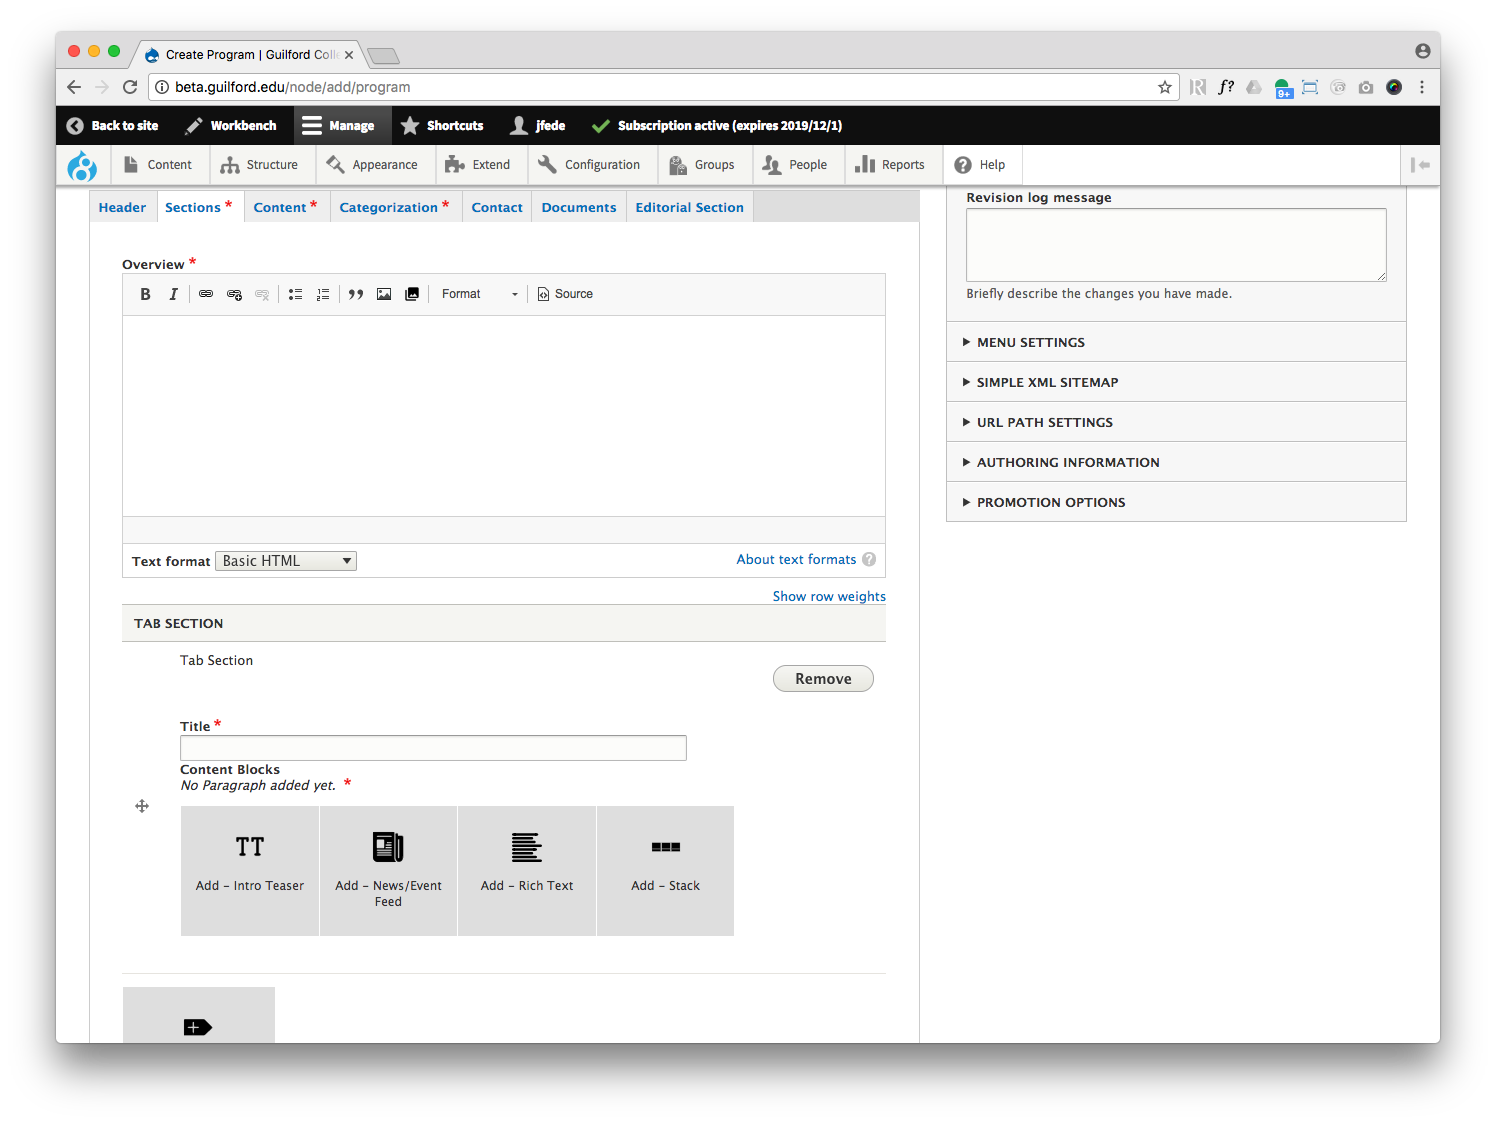 Create Program | Guilford Colle
beta.guilford.edu/node/add/program
f?
9+
Back to site
Workbench
Manage
Shortcuts
jfede
Subscription active (expires 2019/12/1)
Content
Structure
Appearance
Extend
Configuration
Groups
People
Reports
Help
Header
Sections *
Content *
Categorization *
Contact
Documents
Editorial Section
Overview *
B I
Format
Source
Text format Basic HTML
About text formats ?
Show row weights
TAB SECTION
Tab Section
Remove
Title *
Content Blocks
No Paragraph added yet. *
TT
Add - Intro Teaser
Add - News/Event
Feed
Add - Rich Text
Add - Stack
Revision log message
Briefly describe the changes you have made.
MENU SETTINGS
SIMPLE XML SITEMAP
URL PATH SETTINGS
AUTHORING INFORMATION
PROMOTION OPTIONS